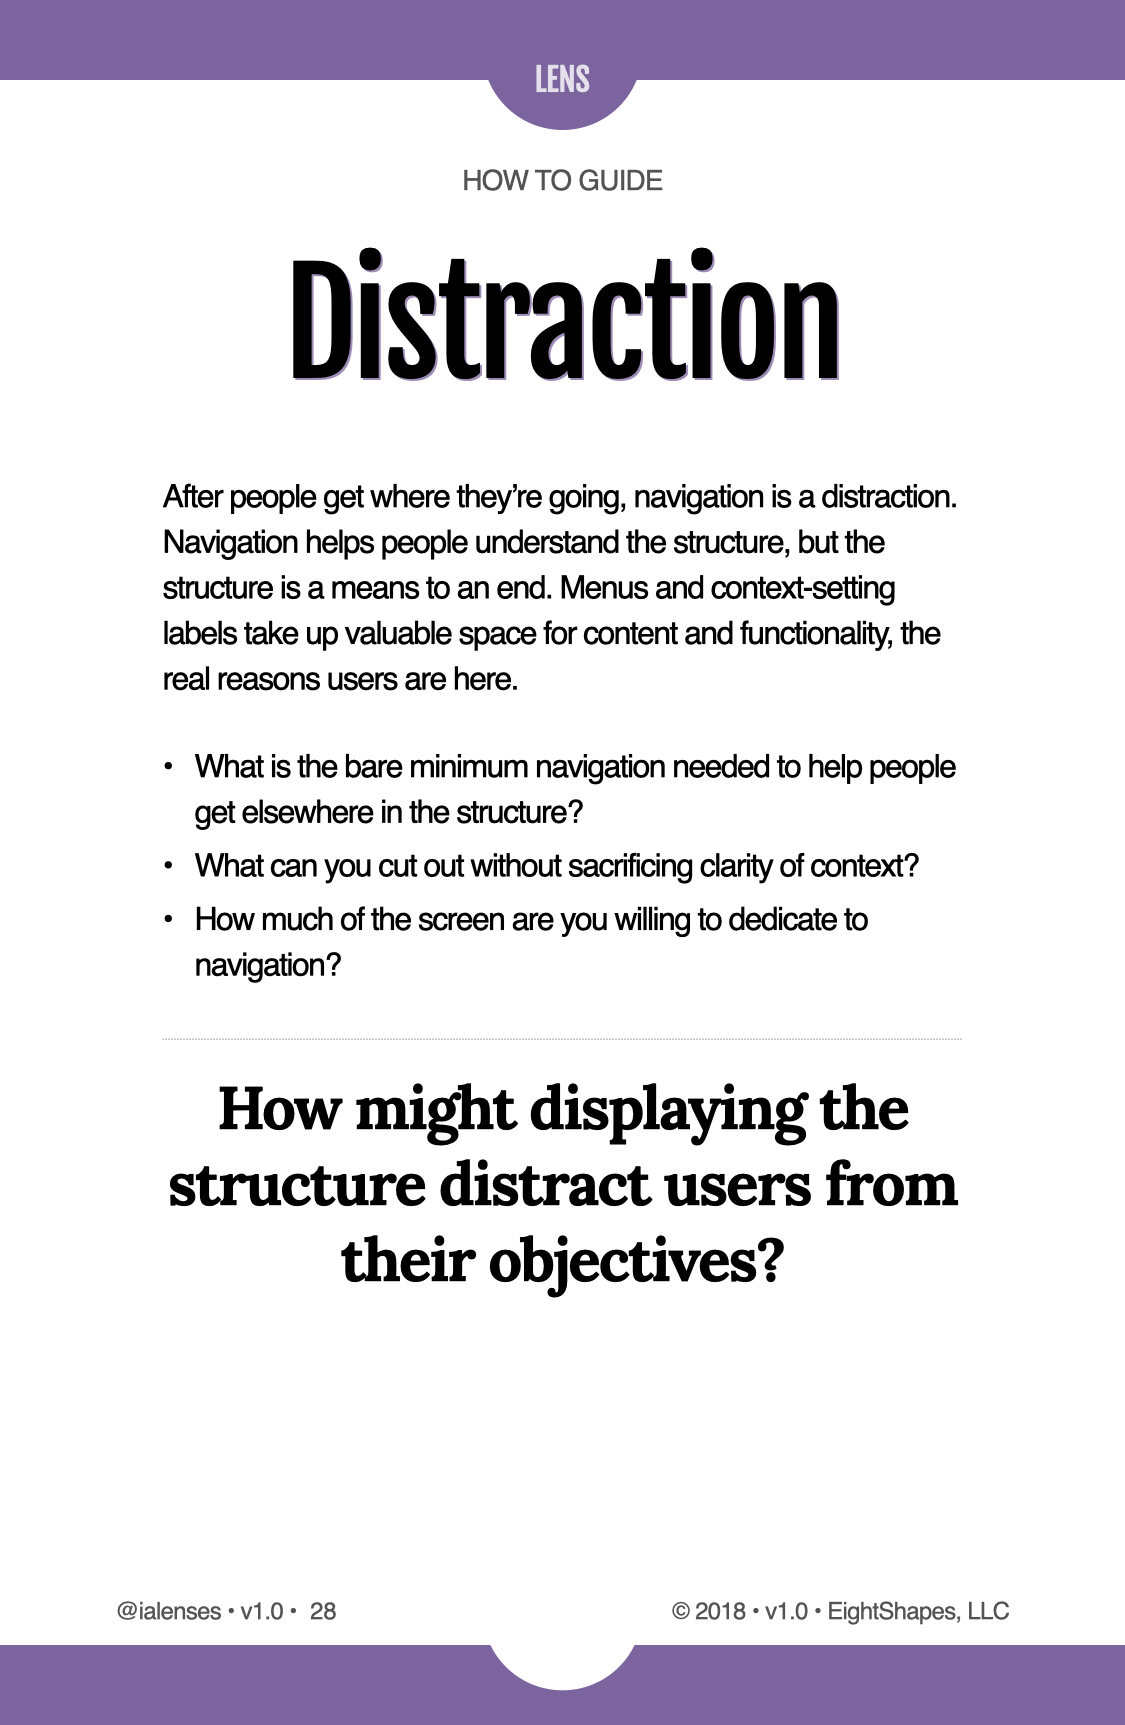 LENS
HOW TO GUIDE
Distraction
After people get where they’re going, navigation is a distraction.
Navigation helps people understand the structure, but the
structure is a means to an end. Menus and context-setting
labels take up valuable space for content and functionality, the
real reasons users are here.
• What is the bare minimum navigation needed to help people
get elsewhere in the structure?
• What can you cut out without sacrificing clarity of context?
• How much of the screen are you willing to dedicate to
navigation?
How might displaying the
structure distract users from
their objectives?
@ialenses • v1.0 • 28
© 2018 • v1.0 • EightShapes, LLC